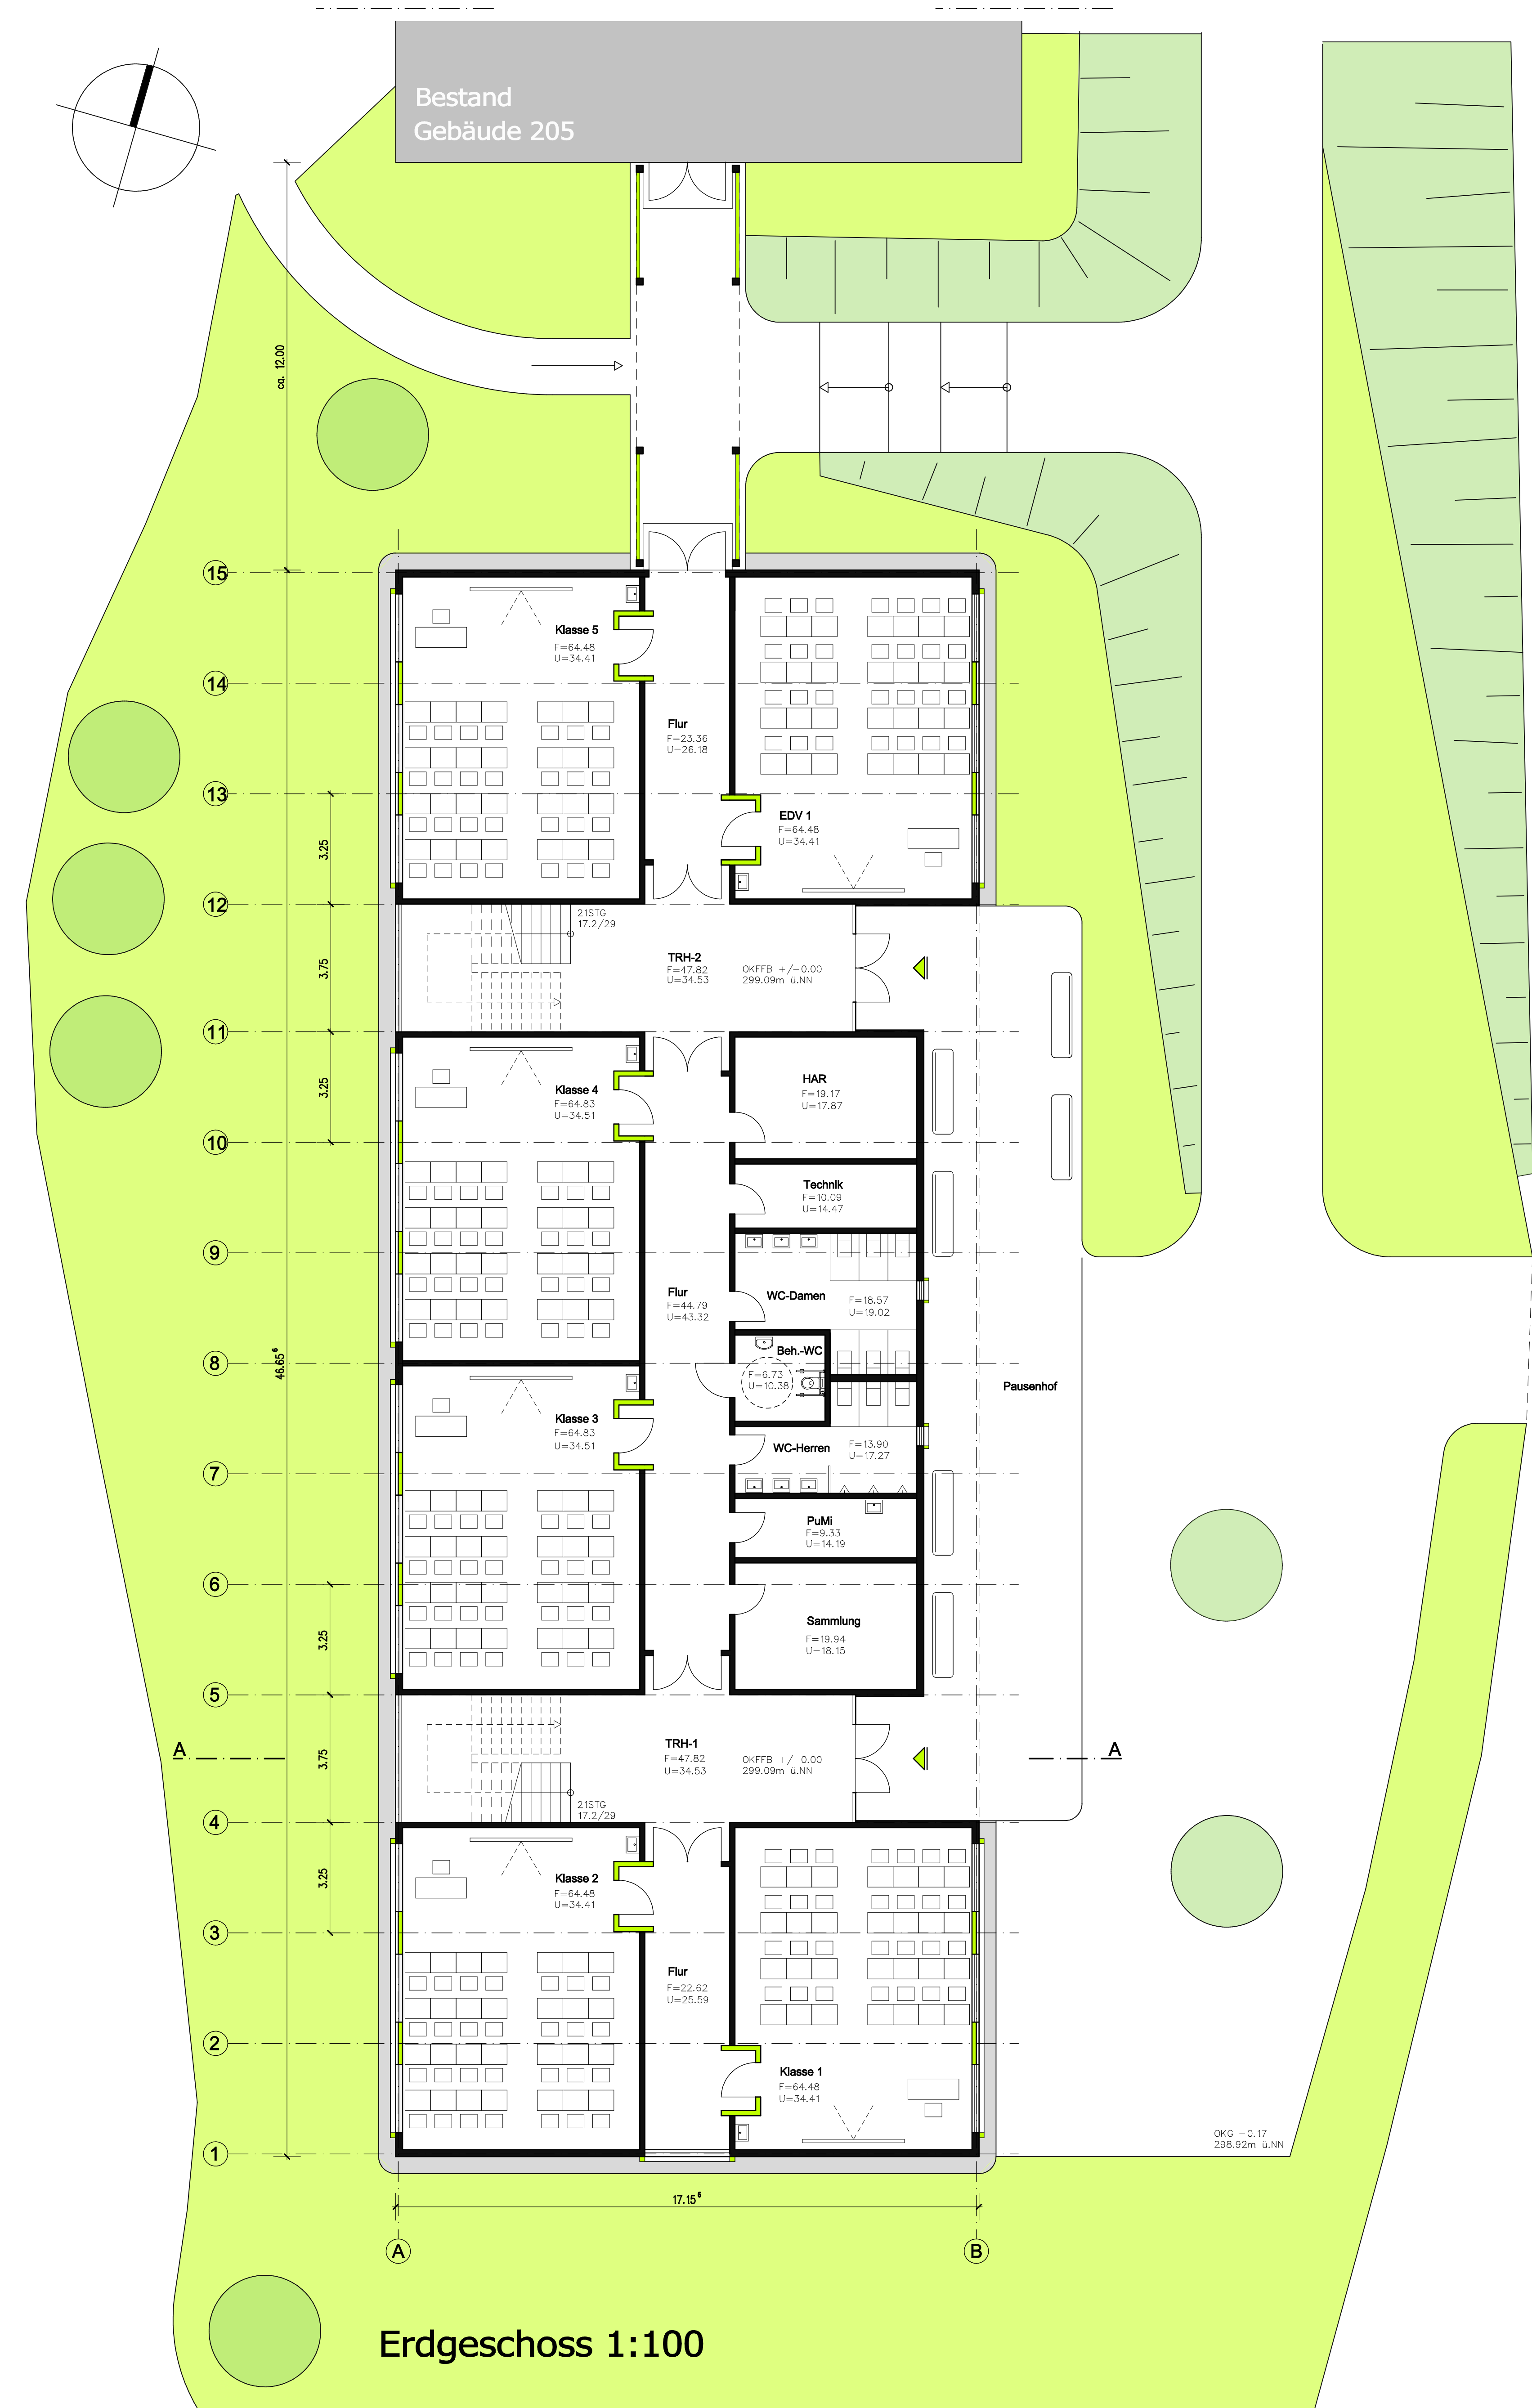 Bestand
Gebäude 205
ca. 12.00
15
Klasse 5
F=64.48
U=34.41
14
Flur
F=23.36
U=26.18
13
EDV 1
F=64.48
U=34.41
3.25
12
21STG
17.2/29
TRH-2
F=47.82
U=34.53
OKFFB +/-0.00
299.09m ü.NN
3.75
11
Klasse 4
F=64.83
U=34.51
HAR
F=19.17
U=17.87
3.25
10
Technik
F=10.09
U=14.47
9
Flur
F=44.79
U=43.32
WC-Damen
F=18.57
U=19.02
46.65⁶
8
Beh.-WC
F=6.73
U=10.38
Pausenhof
Klasse 3
F=64.83
U=34.51
WC-Herren
F=13.90
U=17.27
7
PuMi
F=9.33
U=14.19
6
Sammlung
F=19.94
U=18.15
3.25
5
A
TRH-1
F=47.82
U=34.53
OKFFB +/-0.00
299.09m ü.NN
A
3.75
21STG
17.2/29
4
Klasse 2
F=64.48
U=34.41
3.25
3
Flur
F=22.62
U=25.59
2
Klasse 1
F=64.48
U=34.41
OKG -0.17
298.92m ü.NN
1
17.15⁶
A
B
Erdgeschoss 1:100